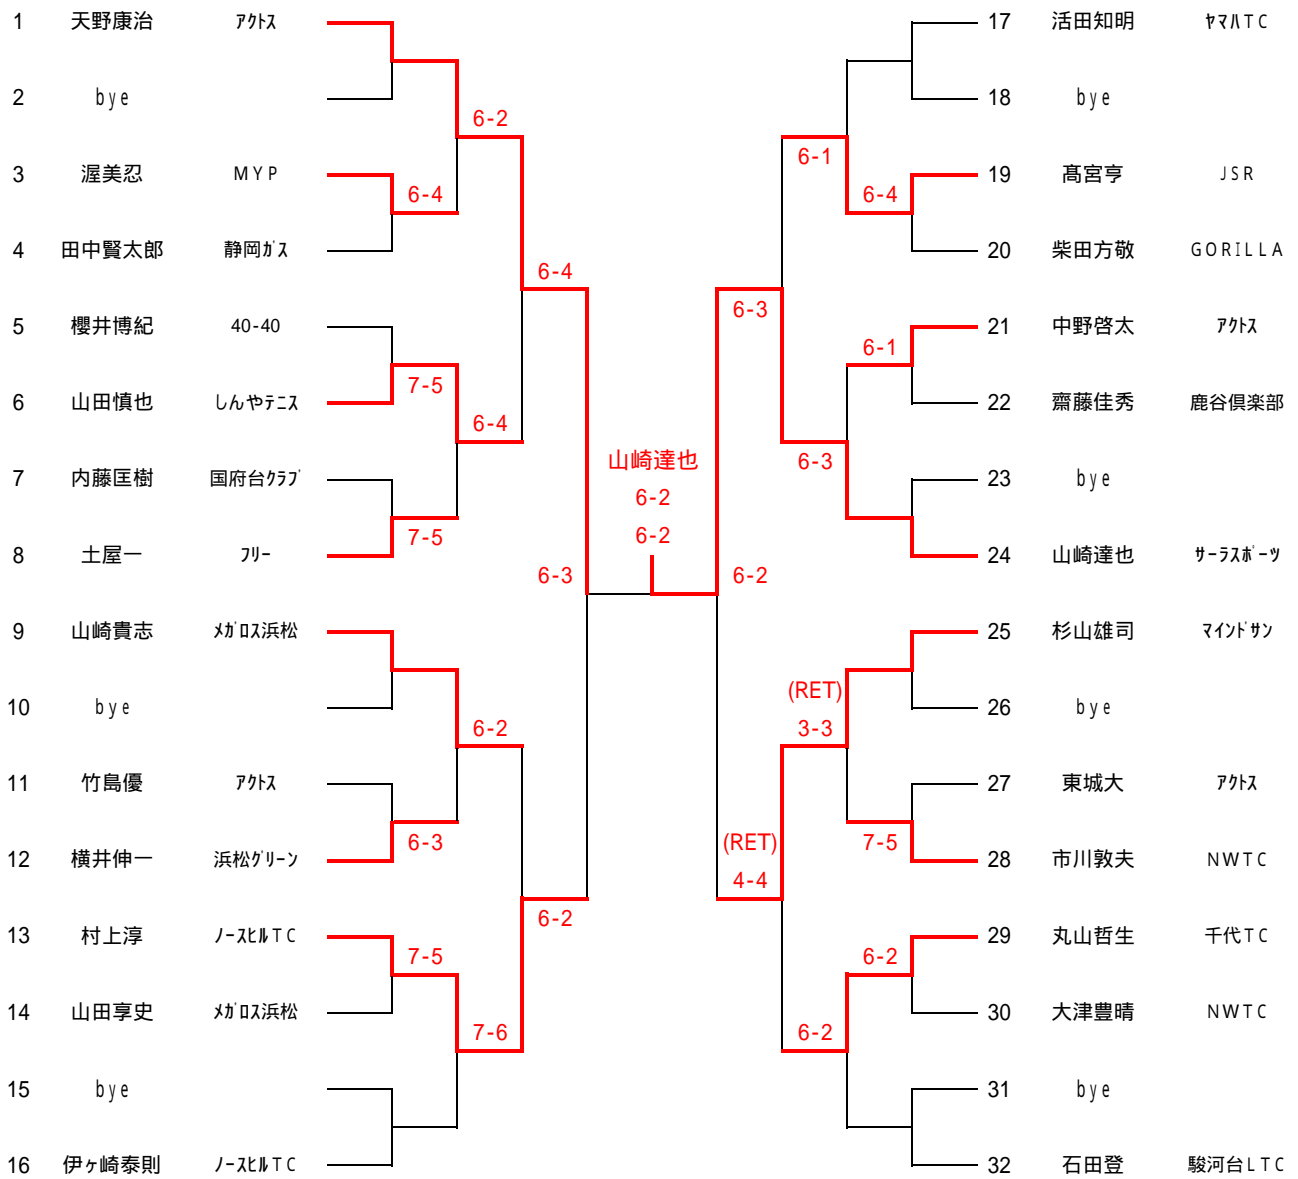 1 天野康治 ｱｸﾄｽ
2 bye
6-2
3 渥美忍 MYP
6-4
4 田中賢太郎 静岡ｶﾞｽ
6-4
5 櫻井博紀 40-40
7-5
6 山田慎也 しんやﾃﾆｽ
6-4
7 内藤匡樹 国府台ｸﾗﾌﾞ
7-5
8 土屋一 ﾌﾘｰ
6-3
9 山崎貴志 ﾒｶﾞﾛｽ浜松
10 bye
6-2
11 竹島優 ｱｸﾄｽ
6-3
12 横井伸一 浜松ｸﾞﾘｰﾝ
6-2
13 村上淳 ﾉｰｽﾋﾙTC
7-5
14 山田享史 ﾒｶﾞﾛｽ浜松
7-6
15 bye
16 伊ヶ崎泰則 ﾉｰｽﾋﾙTC
山崎達也
6-2
6-2
17 活田知明 ﾔﾏﾊTC
18 bye
6-1
19 髙宮亨 JSR
6-4
20 柴田方敬 GORILLA
6-3
21 中野啓太 ｱｸﾄｽ
6-1
22 齋藤佳秀 鹿谷倶楽部
6-3
23 bye
24 山崎達也 ｻｰﾗｽﾎﾟｰﾂ
6-2
25 杉山雄司 ﾏｲﾝﾄﾞｻﾝ
(RET)
26 bye
3-3
27 東城大 ｱｸﾄｽ
(RET)
7-5
28 市川敦夫 NWTC
4-4
29 丸山哲生 千代TC
6-2
30 大津豊晴 NWTC
6-2
31 bye
32 石田登 駿河台LTC